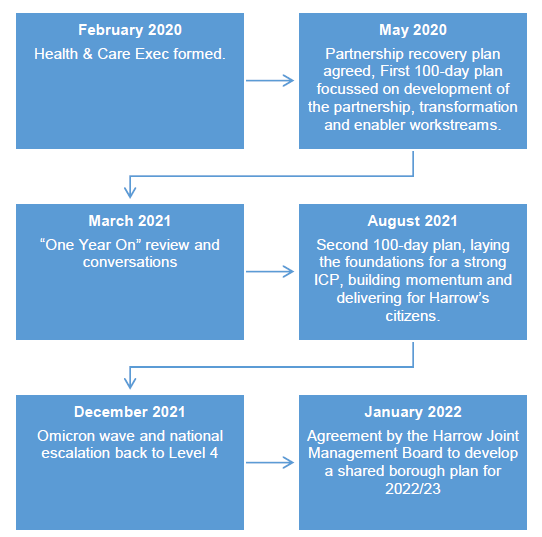 February 2020
Health & Care Exec formed.
May 2020
Partnership recovery plan
agreed, First 100-day plan
focussed on development of
the partnership, transformation
and enabler workstreams.
March 2021
“One Year On” review and
conversations
August 2021
Second 100-day plan, laying
the foundations for a strong
ICP, building momentum and
delivering for Harrow’s
citizens.
December 2021
Omicron wave and national
escalation back to Level 4
January 2022
Agreement by the Harrow Joint
Management Board to develop
a shared borough plan for
2022/23